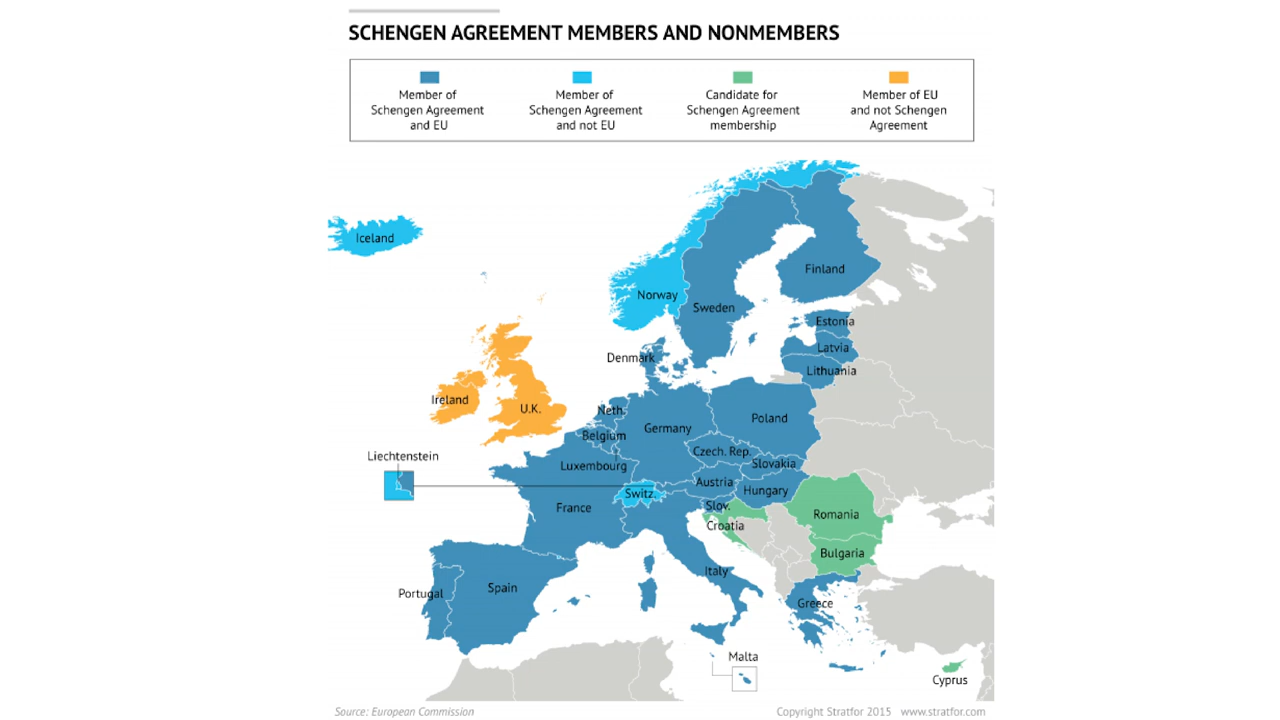 SCHENGEN AGREEMENT MEMBERS AND NONMEMBERS
Member of
Schengen Agreement
and EU
Member of
Schengen Agreement
and not EU
Candidate for
Schengen Agreement
membership
Member of EU
and not Schengen
Agreement
Iceland
Finland
Norway
Sweden
Estonia
Latvia
Denmark
Lithuania
Ireland
U.K.
Neth.
Poland
Germany
Belgium
Czech. Rep.
Liechtenstein
Luxembourg
Slovakia
Austria
Switz.
Hungary
France
Slov.
Romania
Croatia
Bulgaria
Italy
Spain
Portugal
Greece
Malta
Cyprus
Source: European Commission
Copyright Stratfor 2015 www.stratfor.com